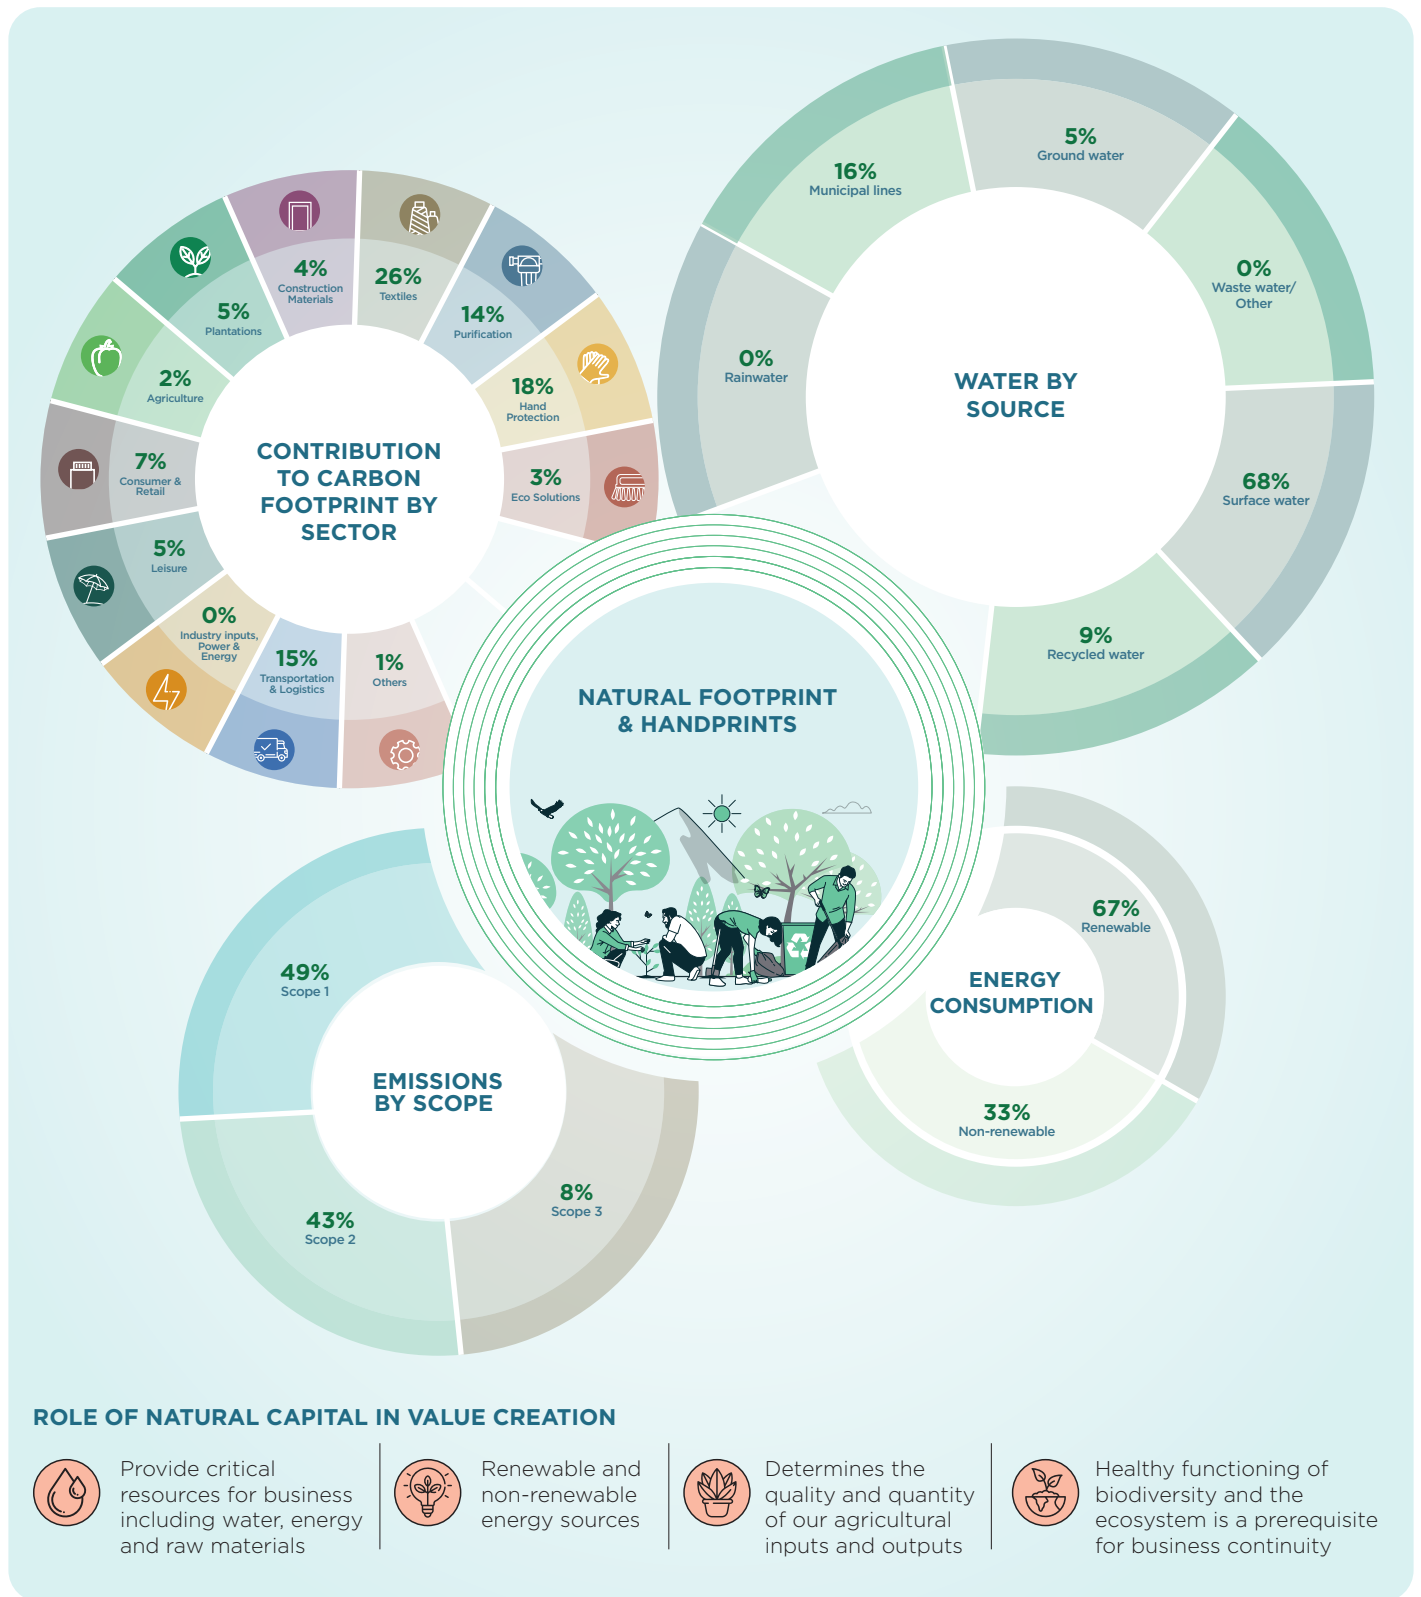 5%
Ground water
16%
Municipal lines
0%
Waste water/
Other
0%
Rainwater
WATER BY
SOURCE
68%
Surface water
9%
Recycled water
4%
Construction
Materials
26%
Textiles
14%
Purification
18%
Hand
Protection
3%
Eco Solutions
5%
Plantations
2%
Agriculture
7%
Consumer &
Retail
5%
Leisure
0%
Industry inputs,
Power &
Energy
15%
Transportation
& Logistics
1%
Others
CONTRIBUTION
TO CARBON
FOOTPRINT BY
SECTOR
NATURAL FOOTPRINT
& HANDPRINTS
67%
Renewable
ENERGY
CONSUMPTION
33%
Non-renewable
49%
Scope 1
EMISSIONS
BY SCOPE
8%
Scope 3
43%
Scope 2
ROLE OF NATURAL CAPITAL IN VALUE CREATION
Provide critical
resources for business
including water, energy
and raw materials
Renewable and
non-renewable
energy sources
Determines the
quality and quantity
of our agricultural
inputs and outputs
Healthy functioning of
biodiversity and the
ecosystem is a prerequisite
for business continuity